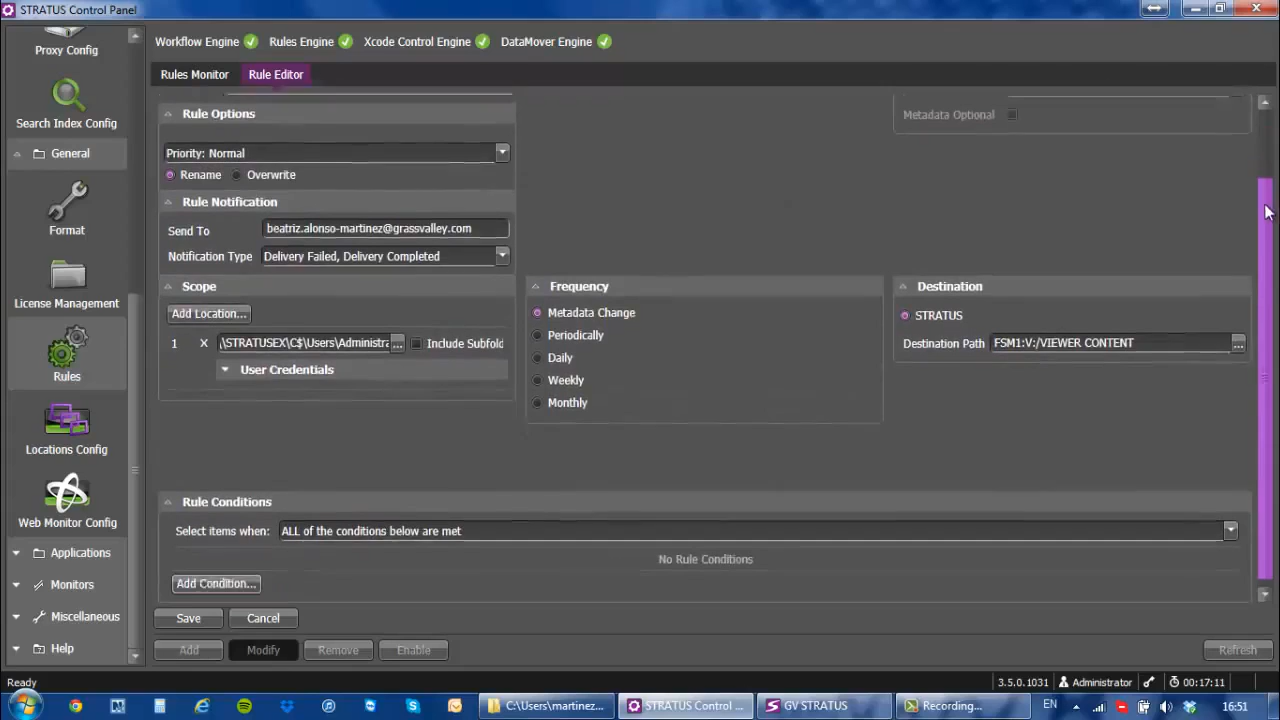 STRATUS Control Panel
Proxy Config
Workflow Engine
Rules Engine
Xcode Control Engine
DataMover Engine
Rules Monitor
Rule Editor
Search Index Config
General
Format
License Management
Rules
Locations Config
Web Monitor Config
Applications
Monitors
Miscellaneous
Help
Rule Options
Priority: Normal
Rename
Overwrite
Metadata Optional
Rule Notification
Send To
beatriz.alonso-martinez@grassvalley.com
Notification Type
Delivery Failed, Delivery Completed
Scope
Add Location...
1
X
\STRATUSEX\C$\Users\Administra
...
Include Subfold
User Credentials
Frequency
Metadata Change
Periodically
Daily
Weekly
Monthly
Destination
STRATUS
Destination Path
FSM1:V:/VIEWER CONTENT
...
Rule Conditions
Select items when:
ALL of the conditions below are met
No Rule Conditions
Add Condition...
Save
Cancel
Add
Modify
Remove
Enable
Refresh
Ready
3.5.0.1031
Administrator
00:17:11
C:\Users\martinez...
STRATUS Control ...
GV STRATUS
Recording...
EN
16:51